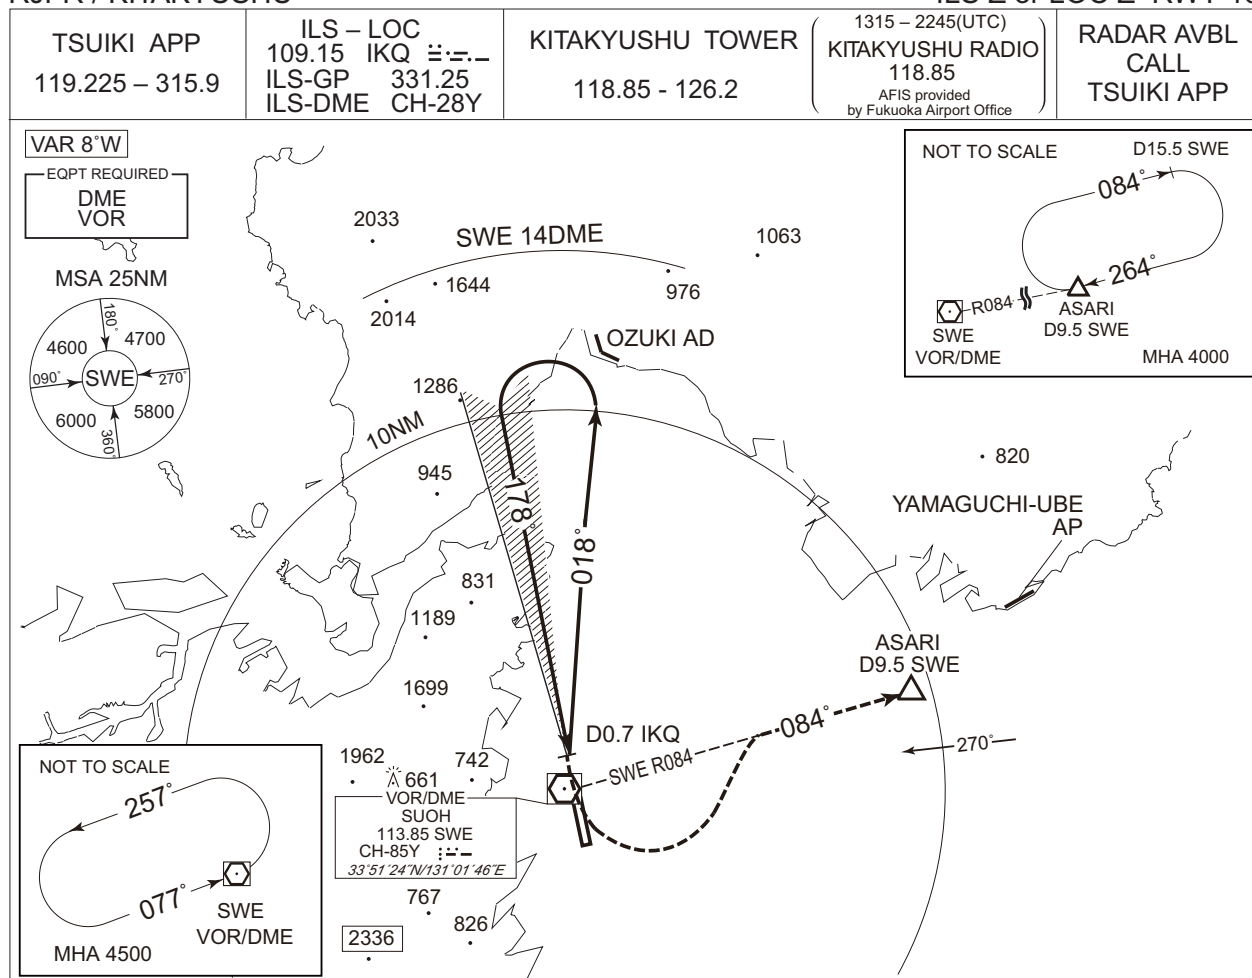 TSUIKI APP
119.225 – 315.9
ILS – LOC
109.15 IKQ
ILS-GP 331.25
ILS-DME CH-28Y
KITAKYUSHU TOWER
118.85 - 126.2
1315 – 2245(UTC)
KITAKYUSHU RADIO
118.85
AFIS provided
by Fukuoka Airport Office
RADAR AVBL
CALL
TSUIKI APP
VAR 8°W
EQPT REQUIRED
DME
VOR
MSA 25NM
180°
4600
4700
090°
SWE
270°
6000
5800
360°
2033
SWE 14DME
1063
1644
976
2014
OZUKI AD
1286
10NM
945
178°
018°
831
1189
1699
NOT TO SCALE
D15.5 SWE
084°
264°
R084
ASARI
D9.5 SWE
SWE
VOR/DME
MHA 4000
820
YAMAGUCHI-UBE
AP
ASARI
D9.5 SWE
084°
D0.7 IKQ
SWE R084
270°
1962
742
661
VOR/DME
SUOH
113.85 SWE
CH-85Y
33°51′24″N/131°01′46″E
767
826
2336
NOT TO SCALE
257°
077°
SWE
VOR/DME
MHA 4500